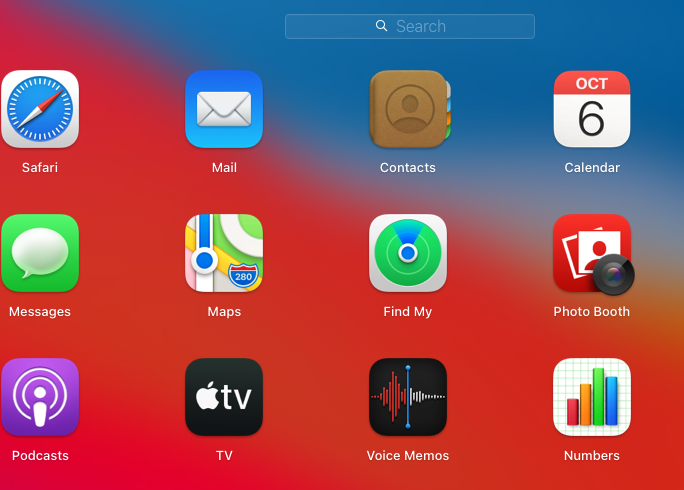 Search
OCT
6
Safari
Mail
Contacts
Calendar
280
Messages
Maps
Find My
Photo Booth
tv
Podcasts
TV
Voice Memos
Numbers